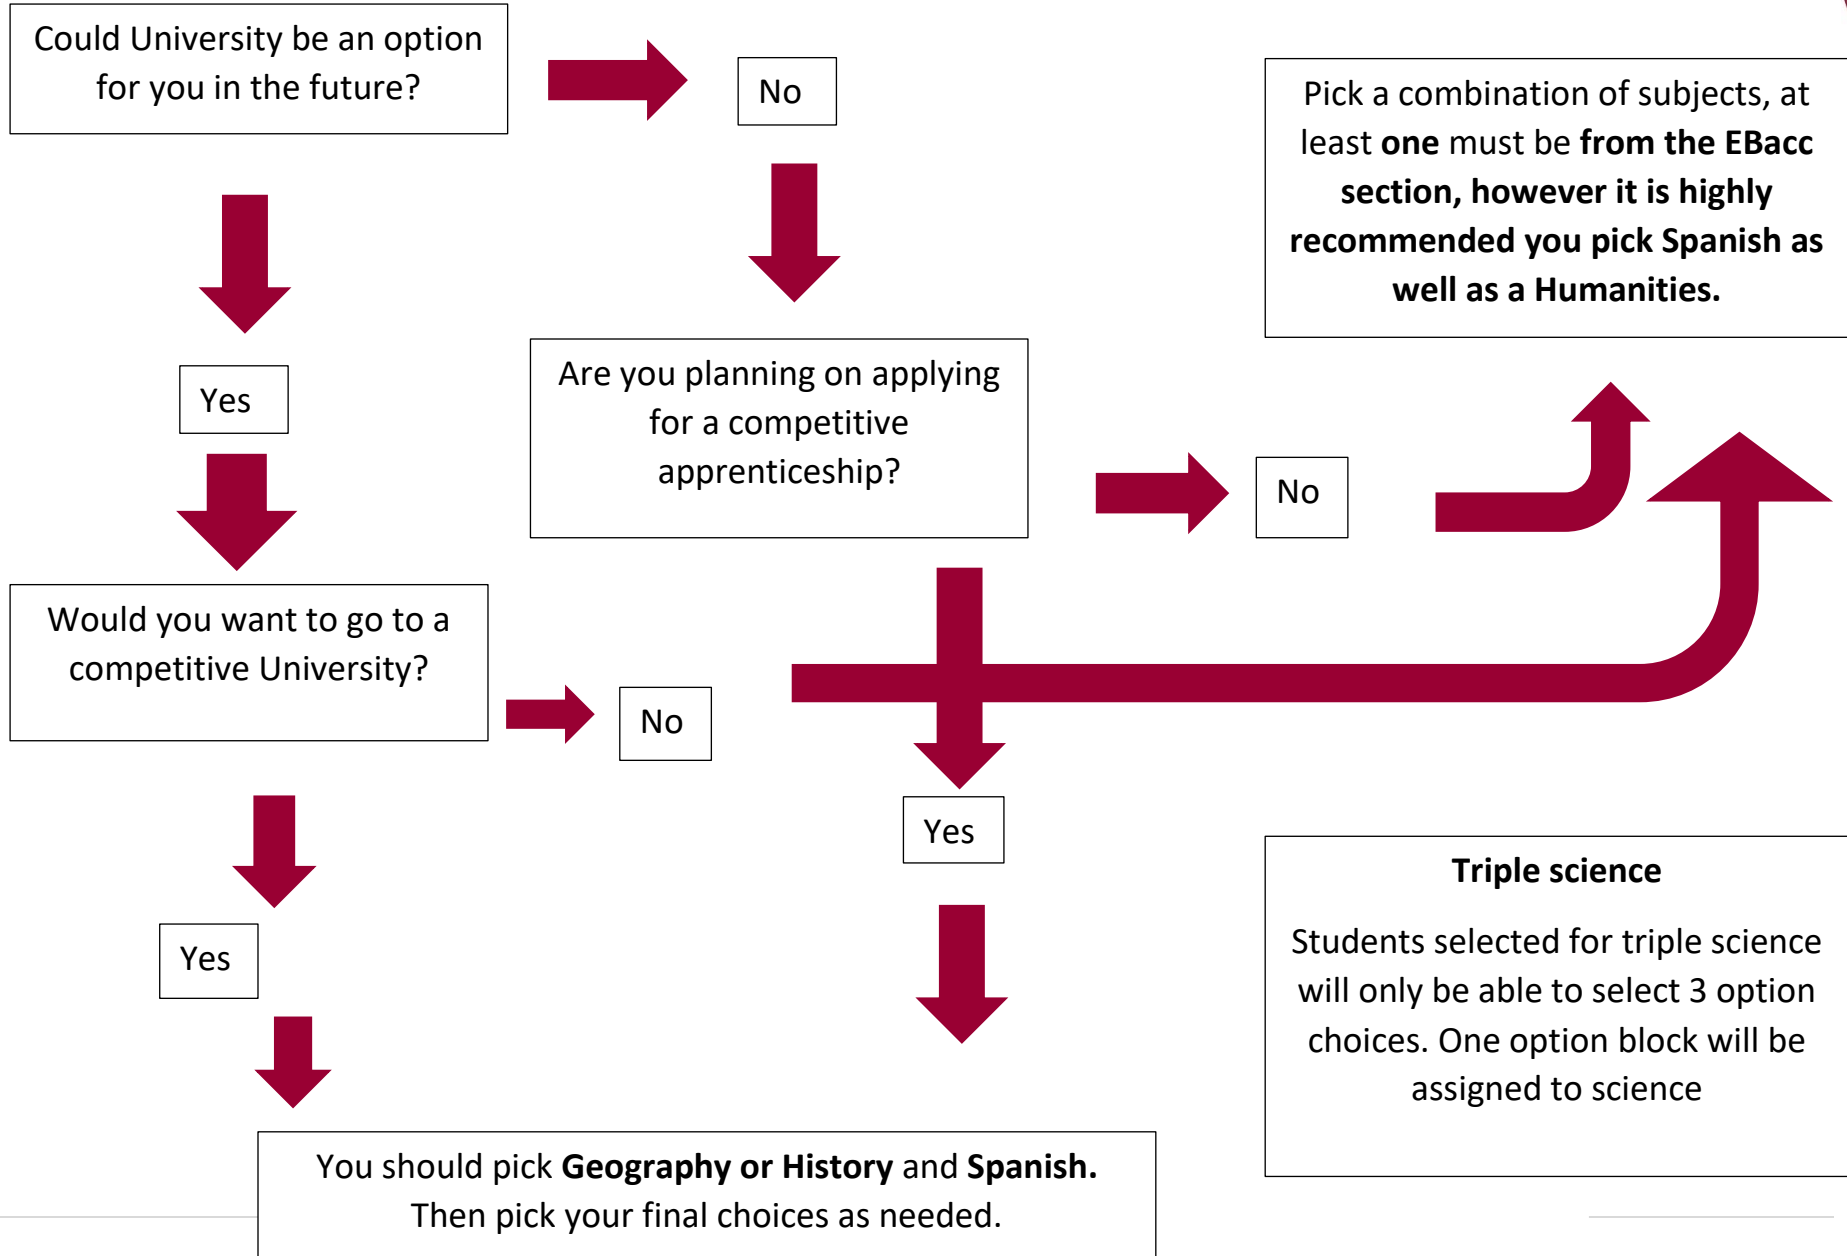 Could University be an option
for you in the future?
No
Pick a combination of subjects, at
least one must be from the EBacc
section, however it is highly
recommended you pick Spanish as
well as a Humanities.
Yes
Are you planning on applying
for a competitive
apprenticeship?
No
Would you want to go to a
competitive University?
No
Yes
Yes
Triple science
Students selected for triple science
will only be able to select 3 option
choices. One option block will be
assigned to science
You should pick Geography or History and Spanish.
Then pick your final choices as needed.